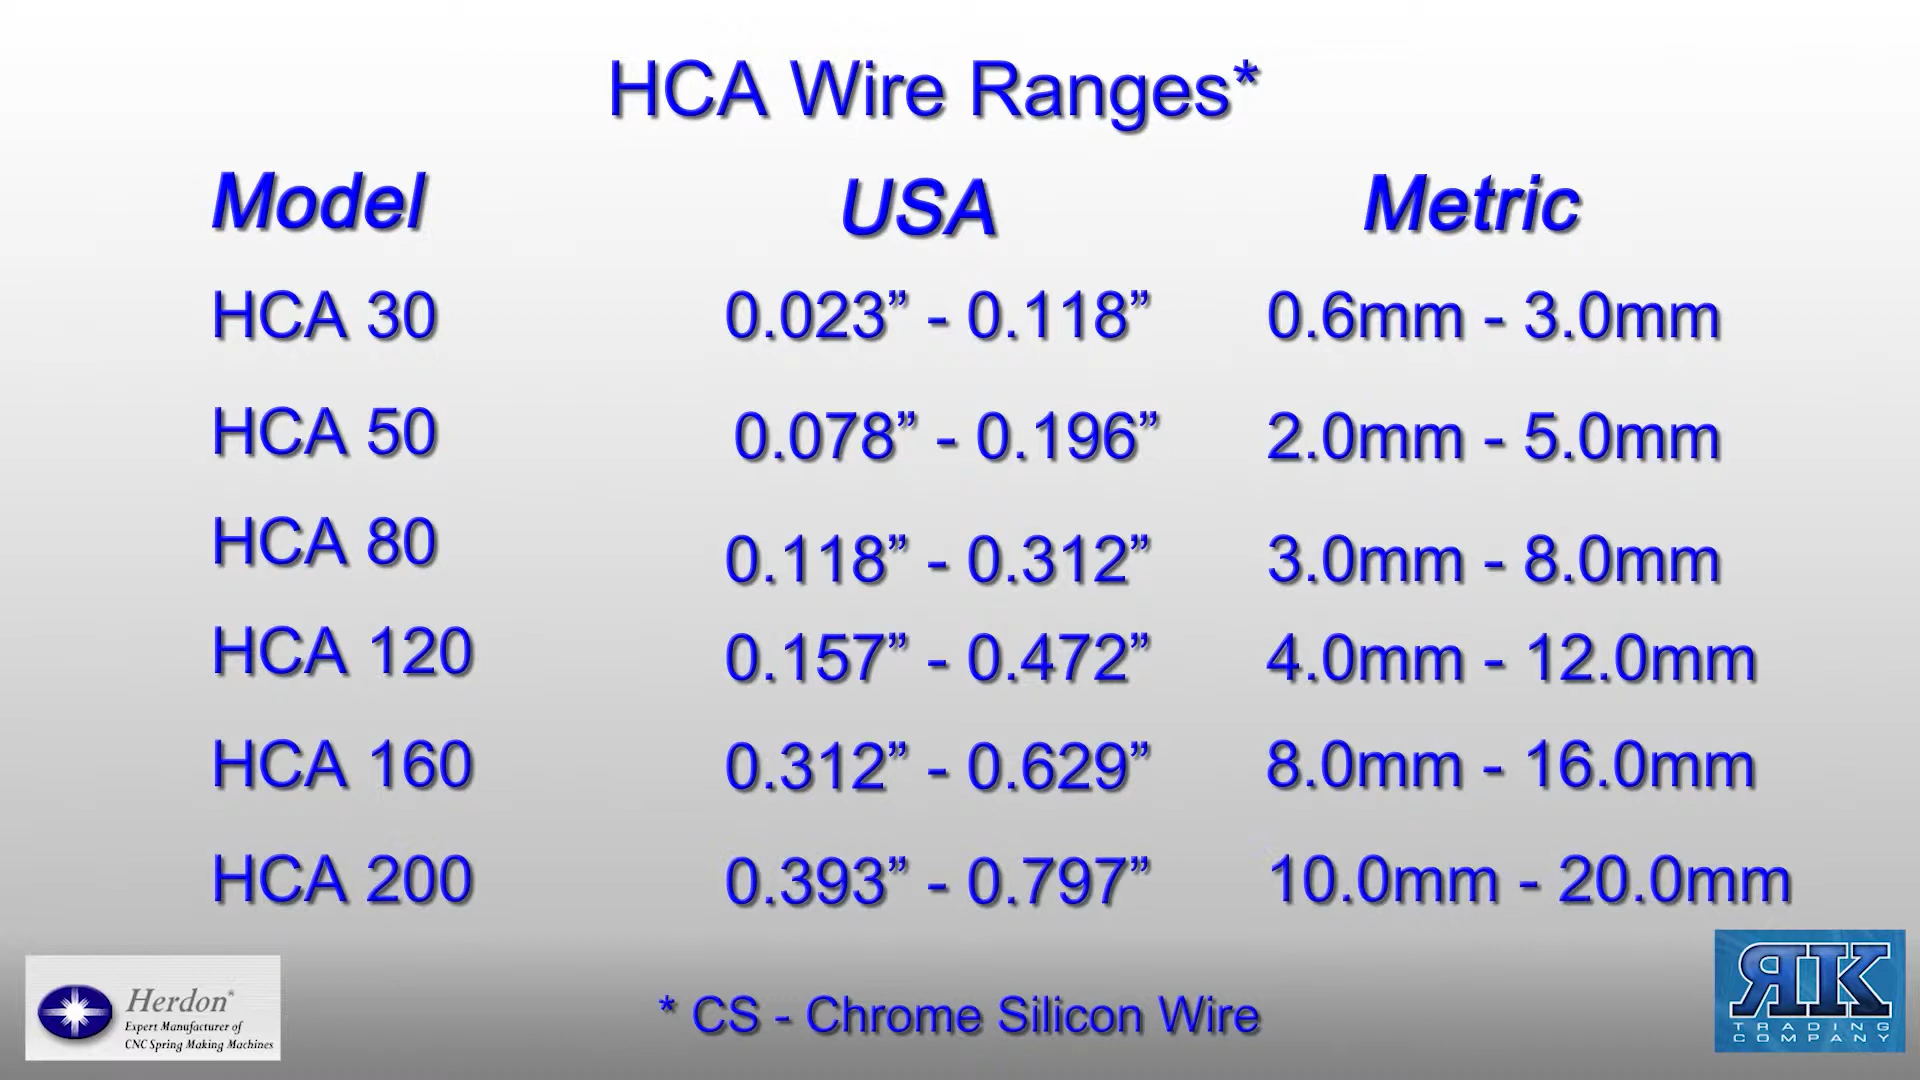 HCA Wire Ranges*
Model USA Metric
HCA 30 0.023” - 0.118” 0.6mm - 3.0mm
HCA 50 0.078” - 0.196” 2.0mm - 5.0mm
HCA 80 0.118” - 0.312” 3.0mm - 8.0mm
HCA 120 0.157” - 0.472” 4.0mm - 12.0mm
HCA 160 0.312” - 0.629” 8.0mm - 16.0mm
HCA 200 0.393” - 0.797” 10.0mm - 20.0mm
* CS - Chrome Silicon Wire
Herdon*
Expert Manufacturer of
CNC Spring Making Machines
RK
TRADING
COMPANY